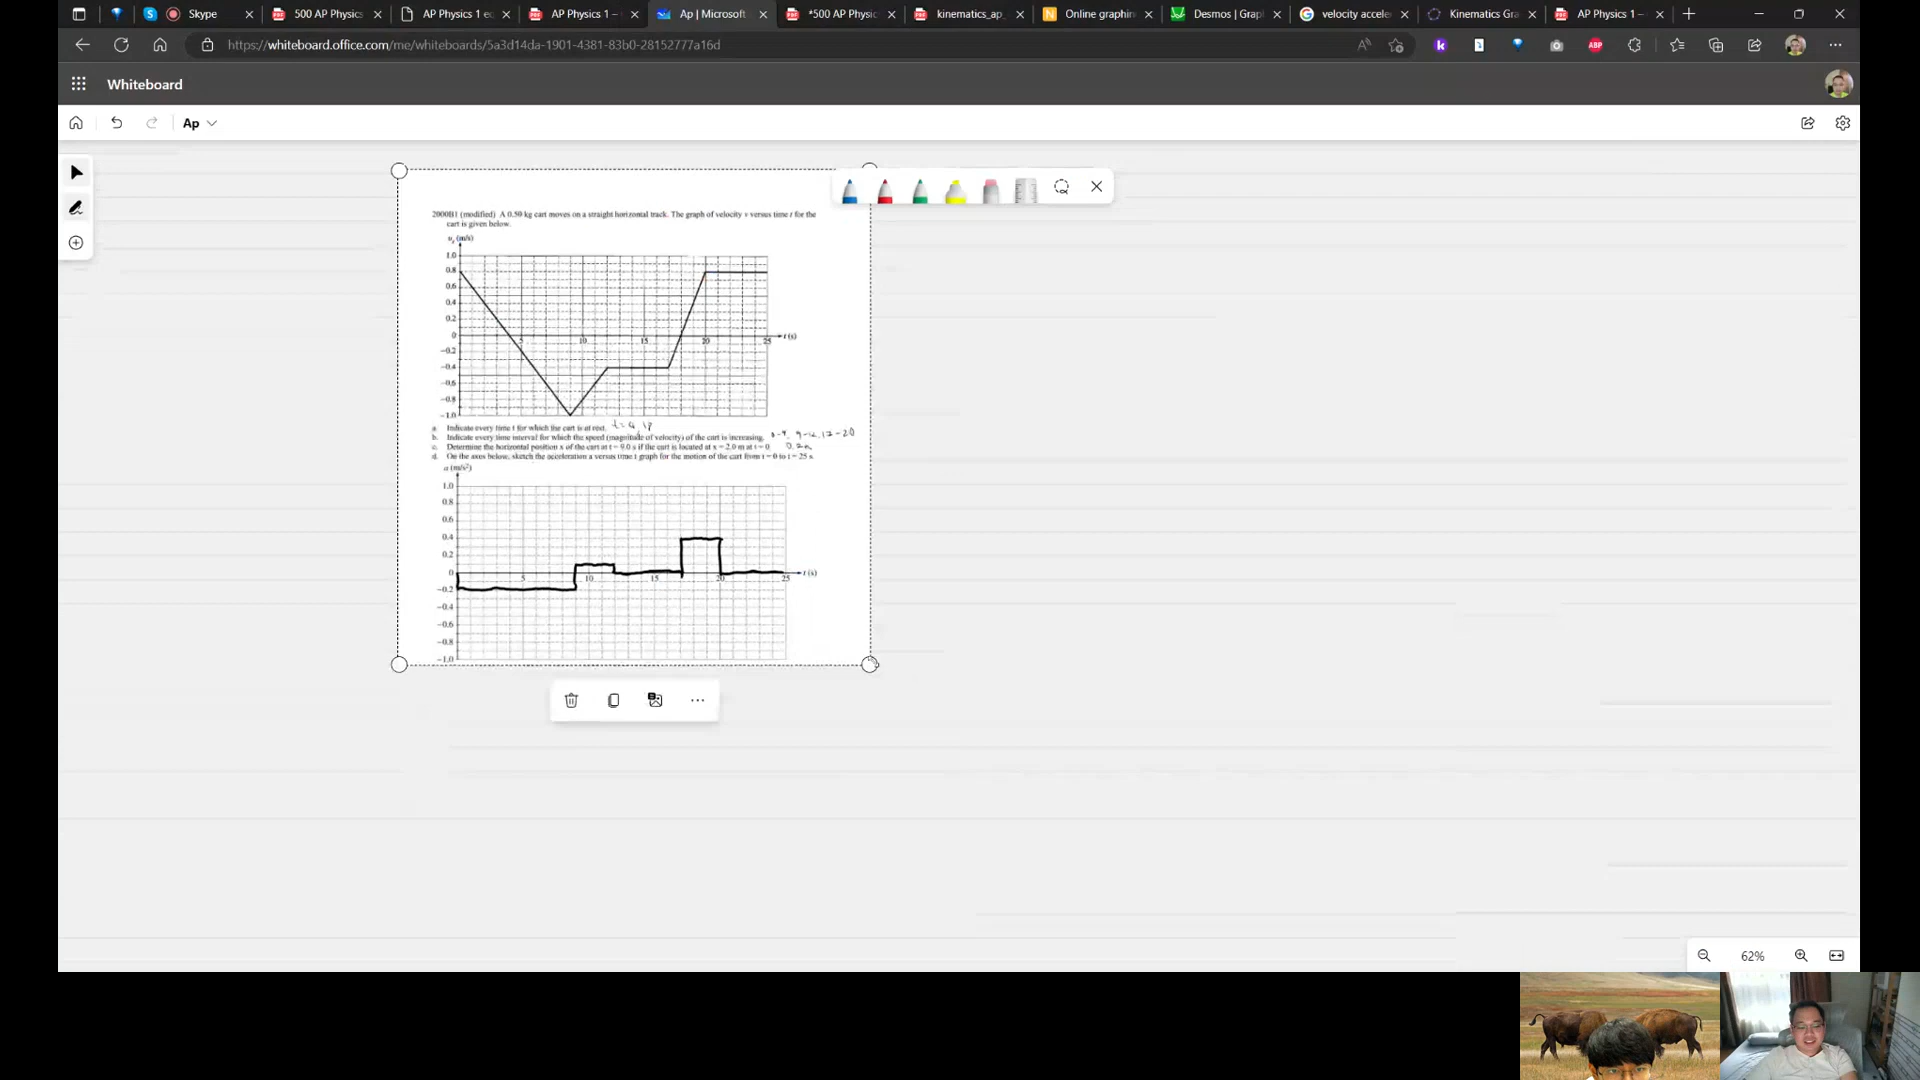 Skype
500 AP Physics
AP Physics 1 e
AP Physics 1 –
Ap | Microsoft
*500 AP Physic
kinematics_ap_
Online graphin
Desmos | Grap
velocity accele
Kinematics Gra
AP Physics 1 –
https://whiteboard.office.com/me/whiteboards/5a3d14da-1901-4381-83b0-28152777a16d
ABP
Whiteboard
Ap
2000B1 (modified) A 0.50 kg cart moves on a straight horizontal track. The graph of velocity v versus time t for the
cart is given below.
(m/s)
1.0
0.8
0.6
0.4
0.2
0
5
10
15
20
25
t (s)
-0.2
-0.4
-0.6
-0.8
-1.0
a. Indicate every time t for which the cart is at rest.
b. Indicate every time interval for which the speed (magnitude of velocity) of the cart is increasing.
c. Determine the horizontal position x of the cart at t = 9.0 s if the cart is located at x = 2.0 m at t = 0.
d. On the axes below, sketch the acceleration a versus time t graph for the motion of the cart from t = 0 to t = 25 s.
a (m/s²)
1.0
0.8
0.6
0.4
0.2
0
5
10
15
20
25
t (s)
-0.2
-0.4
-0.6
-0.8
-1.0
62%